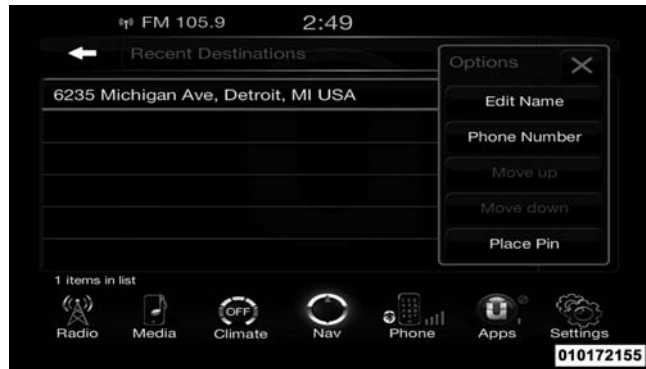 FM 105.9 2:49
Recent Destinations
Options
6235 Michigan Ave, Detroit, MI USA
Edit Name
Phone Number
Move up
Move down
Place Pin
1 items in list
OFF
Radio Media Climate Nav Phone Apps Settings
010172155